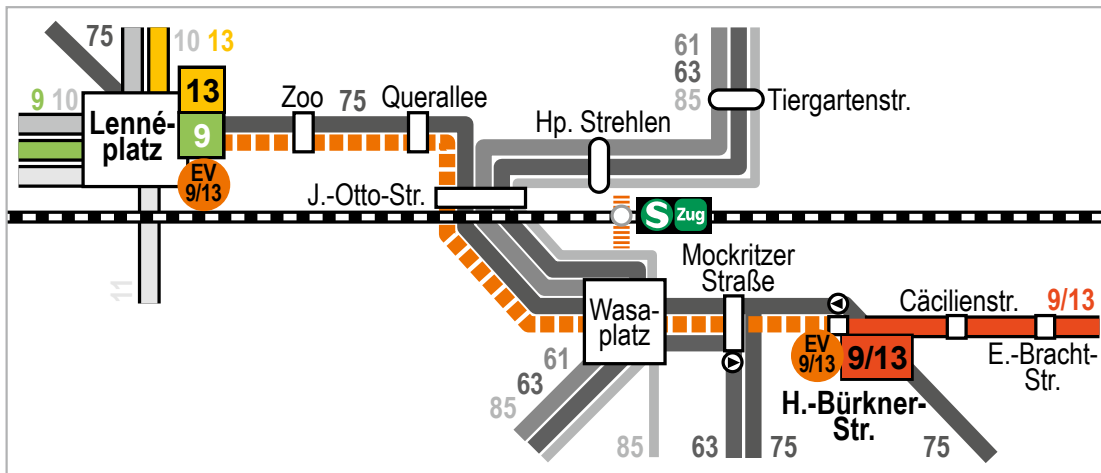 75
10 13
61
63
85
13
9 10
Zoo
75
Querallee
Tiergartenstr.
Lenné-
platz
9
Hp. Strehlen
EV
9/13
J.-Otto-Str.
S
Zug
11
Mockritzer
Straße
Wasa-
platz
Cäcilienstr.
9/13
EV
9/13
9/13
E.-Bracht-
Str.
61
63
85
H.-Bürkner-
Str.
85
63
75
75